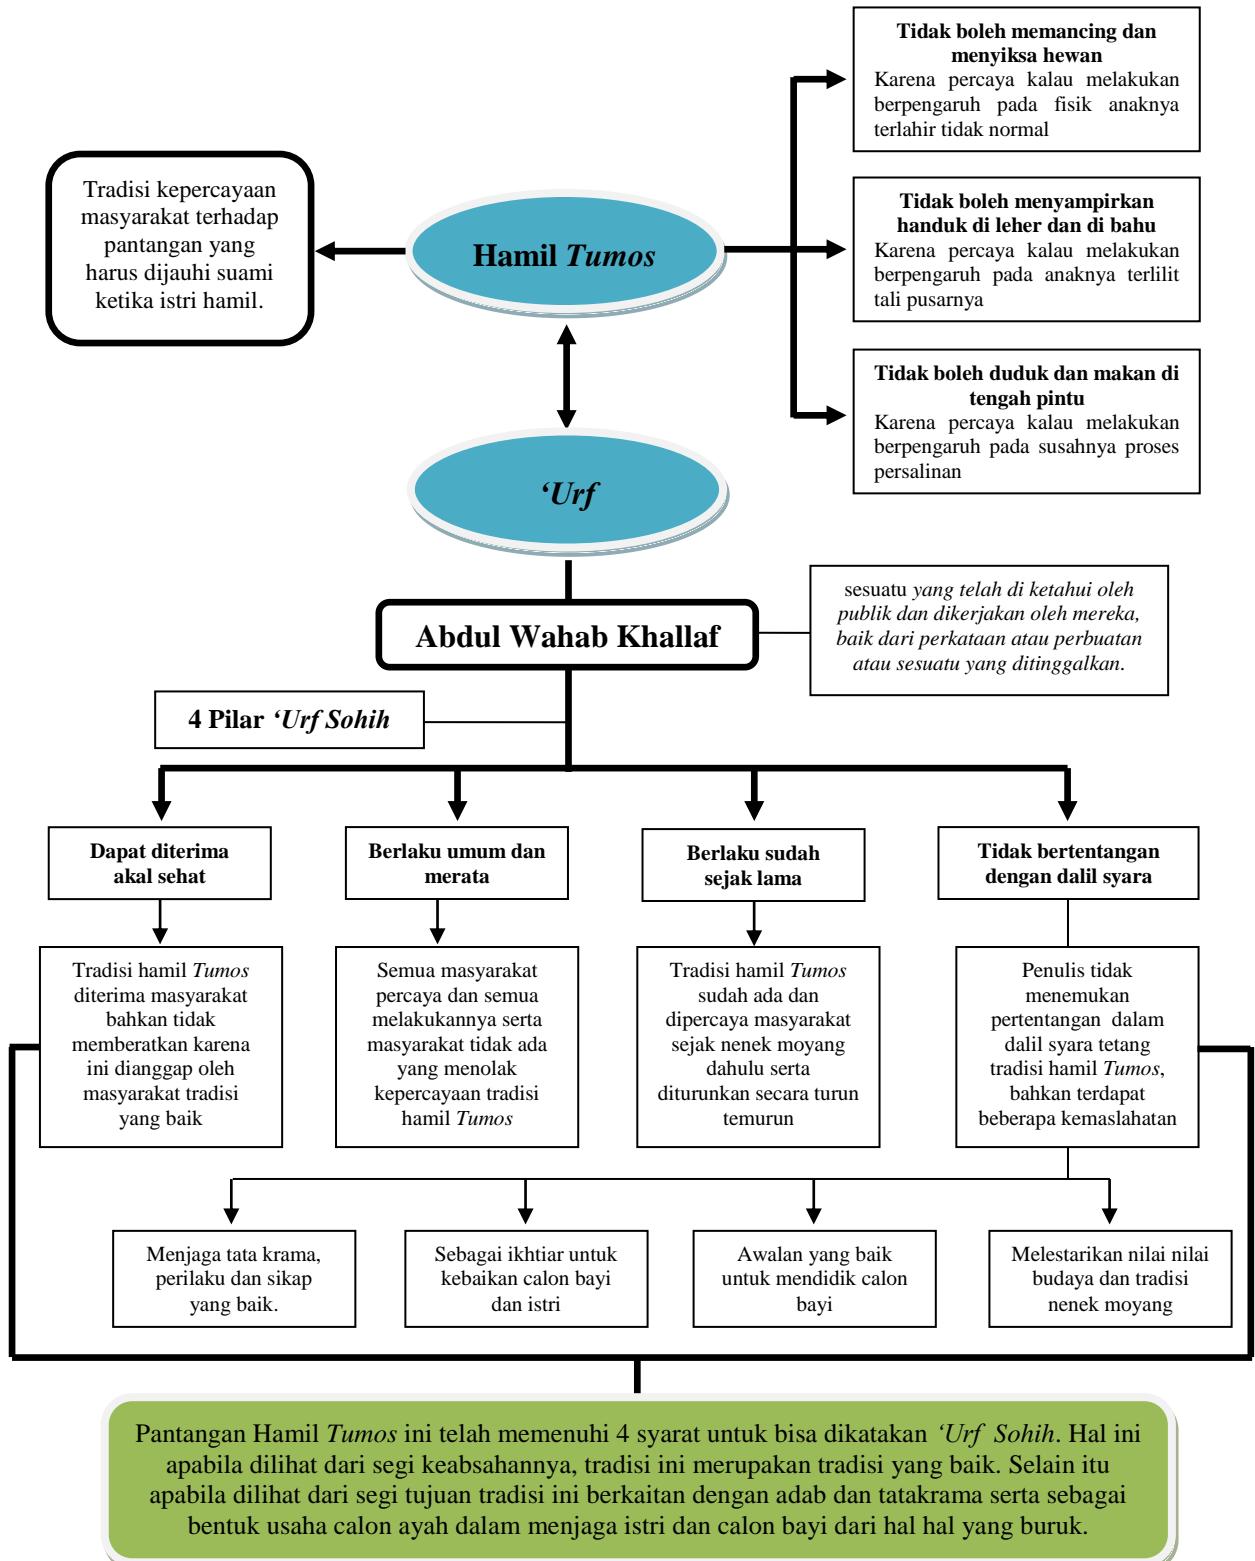 Tidak boleh memancing dan
menyiksa hewan
Karena percaya kalau melakukan
berpengaruh pada fisik anaknya
terlahir tidak normal
Tradisi kepercayaan
masyarakat terhadap
pantangan yang
harus dijauhi suami
ketika istri hamil.
Hamil Tumos
Tidak boleh menyampirkan
handuk di leher dan di bahu
Karena percaya kalau melakukan
berpengaruh pada anaknya terlilit
tali pusarnya
Tidak boleh duduk dan makan di
tengah pintu
Karena percaya kalau melakukan
berpengaruh pada susahnya proses
persalinan
‘Urf
Abdul Wahab Khallaf
sesuatu yang telah di ketahui oleh
publik dan dikerjakan oleh mereka,
baik dari perkataan atau perbuatan
atau sesuatu yang ditinggalkan.
4 Pilar ‘Urf Sohih
Dapat diterima
akal sehat
Berlaku umum dan
merata
Berlaku sudah
sejak lama
Tidak bertentangan
dengan dalil syara
Tradisi hamil Tumos
diterima masyarakat
bahkan tidak
memberatkan karena
ini dianggap oleh
masyarakat tradisi
yang baik
Semua masyarakat
percaya dan semua
melakukannya serta
masyarakat tidak ada
yang menolak
kepercayaan tradisi
hamil Tumos
Tradisi hamil Tumos
sudah ada dan
dipercaya masyarakat
sejak nenek moyang
dahulu serta
diturunkan secara turun
temurun
Penulis tidak
menemukan
pertentangan dalam
dalil syara tetang
tradisi hamil Tumos,
bahkan terdapat
beberapa kemaslahatan
Menjaga tata krama,
perilaku dan sikap
yang baik.
Sebagai ikhtiar untuk
kebaikan calon bayi
dan istri
Awalan yang baik
untuk mendidik calon
bayi
Melestarikan nilai nilai
budaya dan tradisi
nenek moyang
Pantangan Hamil Tumos ini telah memenuhi 4 syarat untuk bisa dikatakan ‘Urf Sohih. Hal ini
apabila dilihat dari segi keabsahannya, tradisi ini merupakan tradisi yang baik. Selain itu
apabila dilihat dari segi tujuan tradisi ini berkaitan dengan adab dan tatakrama serta sebagai
bentuk usaha calon ayah dalam menjaga istri dan calon bayi dari hal hal yang buruk.